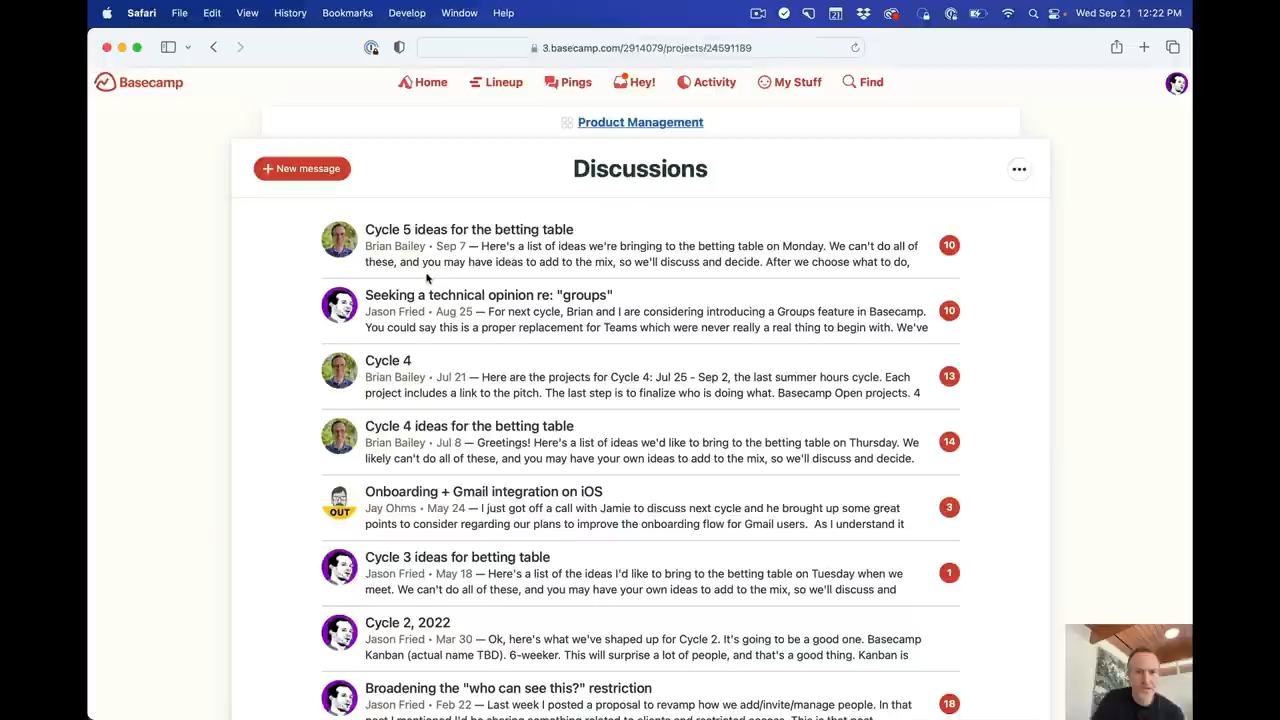 Safari File Edit View History Bookmarks Develop Window Help
21
Wed Sep 21 12:22 PM
3.basecamp.com/2914079/projects/24591189
Basecamp
Home Lineup Pings Hey! Activity My Stuff Find
Product Management
+ New message
Discussions
Cycle 5 ideas for the betting table
Brian Bailey • Sep 7 — Here's a list of ideas we're bringing to the betting table on Monday. We can't do all of
these, and you may have ideas to add to the mix, so we'll discuss and decide. After we choose what to do,
10
Seeking a technical opinion re: "groups"
Jason Fried • Aug 25 — For next cycle, Brian and I are considering introducing a Groups feature in Basecamp.
You could say this is a proper replacement for Teams which were never really a real thing to begin with. We've
10
Cycle 4
Brian Bailey • Jul 21 — Here are the projects for Cycle 4: Jul 25 - Sep 2, the last summer hours cycle. Each
project includes a link to the pitch. The last step is to finalize who is doing what. Basecamp Open projects. 4
13
Cycle 4 ideas for the betting table
Brian Bailey • Jul 8 — Greetings! Here's a list of ideas we'd like to bring to the betting table on Thursday. We
likely can't do all of these, and you may have your own ideas to add to the mix, so we'll discuss and decide.
14
OUT
Onboarding + Gmail integration on iOS
Jay Ohms • May 24 — I just got off a call with Jamie to discuss next cycle and he brought up some great
points to consider regarding our plans to improve the onboarding flow for Gmail users. As I understand it
3
Cycle 3 ideas for betting table
Jason Fried • May 18 — Here's a list of the ideas I'd like to bring to the betting table on Tuesday when we
meet. We can't do all of these, and you may have your own ideas to add to the mix, so we'll discuss and
1
Cycle 2, 2022
Jason Fried • Mar 30 — Ok, here's what we've shaped up for Cycle 2. It's going to be a good one. Basecamp
Kanban (actual name TBD). 6-weeker. This will surprise a lot of people, and that's a good thing. Kanban is
Broadening the "who can see this?" restriction
Jason Fried • Feb 22 — Last week I posted a proposal to revamp how we add/invite/manage people. In that
post I mentioned I'd be sharing something related to clients and restricted access. This is that post
18